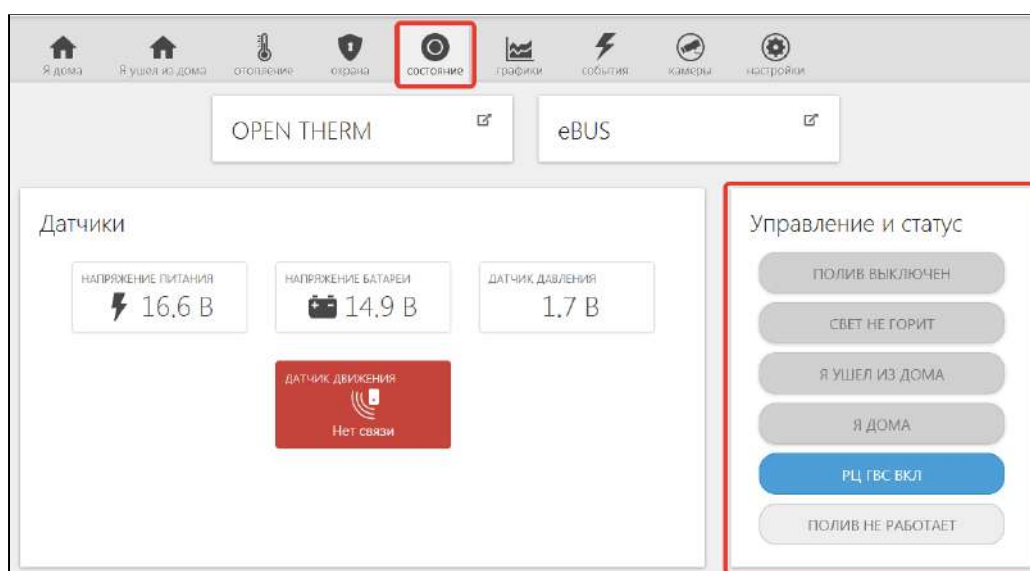 Я дома
Я ушел из дома
отопление
охрана
состояние
графики
события
камеры
настройки
OPEN THERM
eBUS
Датчики
НАПРЯЖЕНИЕ ПИТАНИЯ
16.6 В
НАПРЯЖЕНИЕ БАТАРЕИ
14.9 В
ДАТЧИК ДАВЛЕНИЯ
1.7 В
ДАТЧИК ДВИЖЕНИЯ
Нет связи
Управление и статус
ПОЛИВ ВЫКЛЮЧЕН
СВЕТ НЕ ГОРИТ
Я УШЕЛ ИЗ ДОМА
Я ДОМА
РЦ ГВС ВКЛ
ПОЛИВ НЕ РАБОТАЕТ